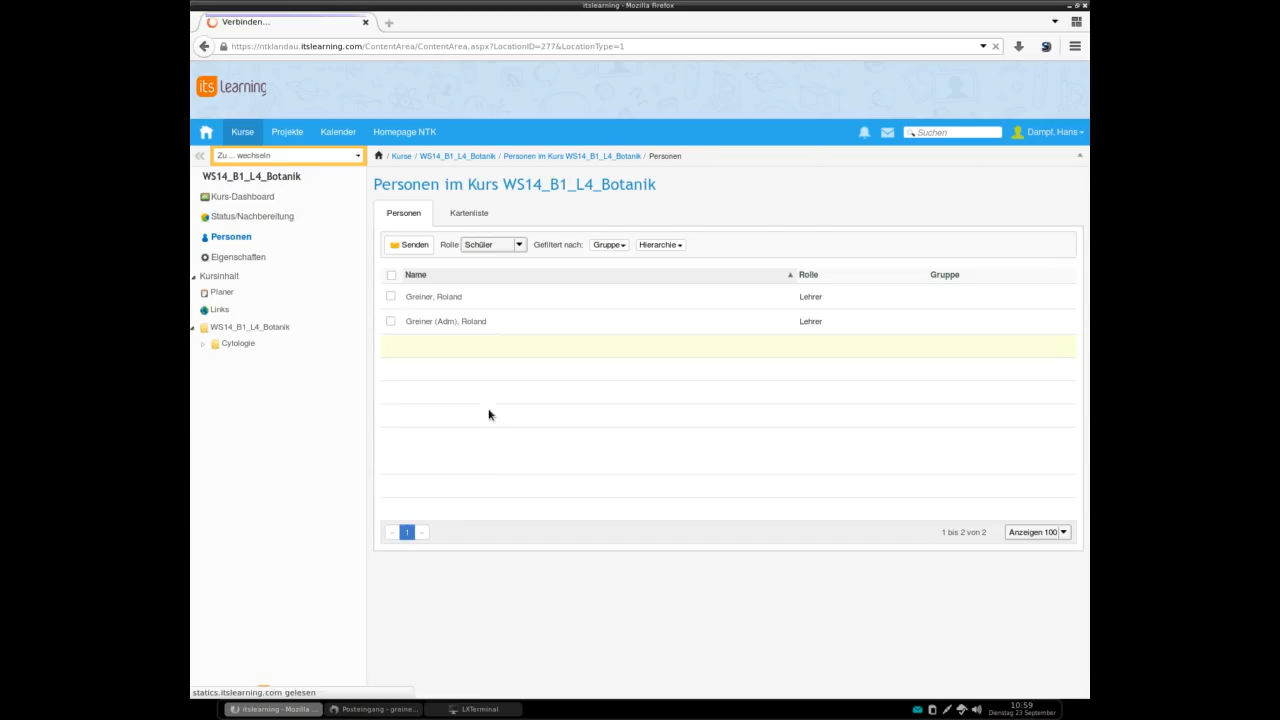 itslearning - Mozilla Firefox
Verbinden...
https://ntklandau.itslearning.com/ContentArea/ContentArea.aspx?LocationID=277&LocationType=1
its learning
Kurse Projekte Kalender Homepage NTK Suchen Dampf, Hans
Zu ... wechseln
/ Kurse / WS14_B1_L4_Botanik / Personen im Kurs WS14_B1_L4_Botanik / Personen
WS14_B1_L4_Botanik
Kurs-Dashboard
Status/Nachbereitung
Personen
Eigenschaften
Kursinhalt
Planer
Links
WS14_B1_L4_Botanik
Cytologie
Personen im Kurs WS14_B1_L4_Botanik
Personen Kartenliste
Senden Rolle Schüler Gefiltert nach: Gruppe Hierarchie
Name Rolle Gruppe
Greiner, Roland Lehrer
Greiner (Adm), Roland Lehrer
1 1 bis 2 von 2 Anzeigen 100
statics.itslearning.com gelesen
itslearning - Mozilla ... Posteingang - greine... LXTerminal 10:59
Dienstag 23 September